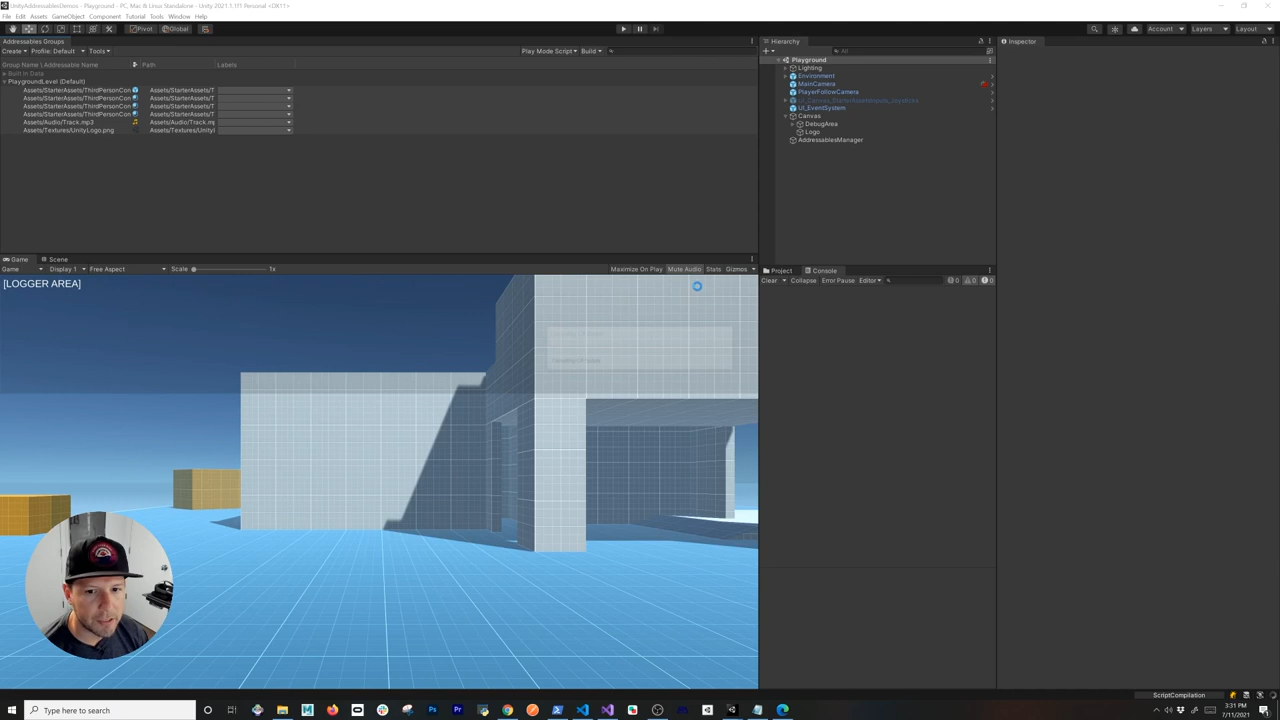 UnityAddressablesDemos - Playground - PC, Mac & Linux Standalone - Unity 2021.1.1f1 Personal <DX11>
File Edit Assets GameObject Component Tutorial Tools Window Help
Pivot Global Account Layers Layout
Addressables Groups
Create Profile: Default Tools Play Mode Script Build
Group Name \ Addressable Name Path Labels
Built In Data
PlaygroundLevel (Default)
Assets/StarterAssets/ThirdPersonCon Assets/StarterAssets/T
Assets/StarterAssets/ThirdPersonCon Assets/StarterAssets/T
Assets/StarterAssets/ThirdPersonCon Assets/StarterAssets/T
Assets/StarterAssets/ThirdPersonCon Assets/StarterAssets/T
Assets/Audio/Track.mp3 Assets/Audio/Track.m
Assets/Textures/UnityLogo.png Assets/Textures/Unity
Hierarchy
All
Playground
Lighting
Environment
MainCamera
PlayerFollowCamera
UI_EventSystem
Canvas
DebugArea
Logo
AddressablesManager
Inspector
Game Scene
Game Display 1 Free Aspect Scale 1x Maximize On Play Mute Audio Stats Gizmos
[LOGGER AREA]
Project Console
Clear Collapse Error Pause Editor 0 0 0
ScriptCompilation
Type here to search
3:31 PM
7/11/2021